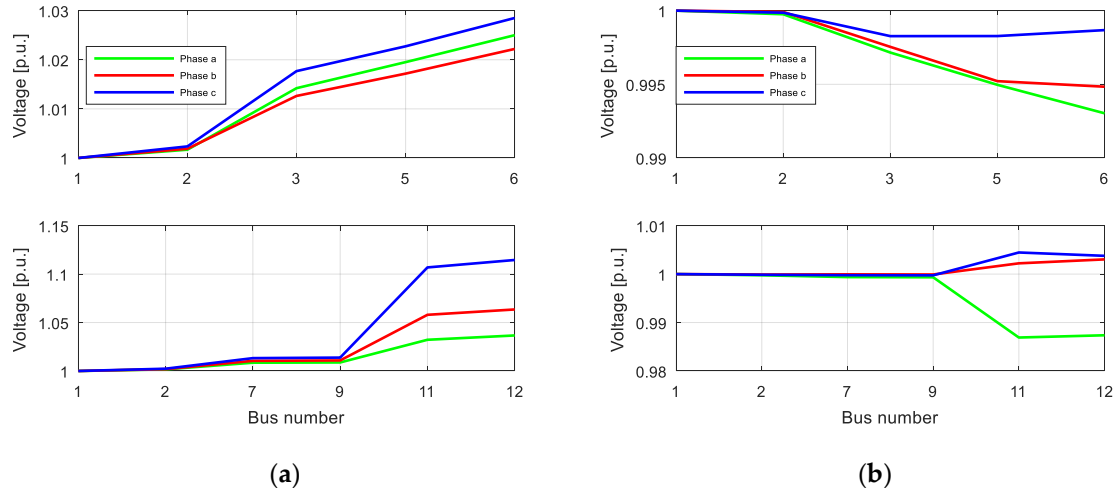 1.03
1.02
1.01
1
Voltage [p.u.]
Phase a
Phase b
Phase c
1 2 3 5 6
1
0.995
0.99
Voltage [p.u.]
Phase a
Phase b
Phase c
1 2 3 5 6
1.15
1.1
1.05
1
Voltage [p.u.]
1 2 7 9 11 12
Bus number
1.01
1
0.99
0.98
Voltage [p.u.]
1 2 7 9 11 12
Bus number
(a) (b)